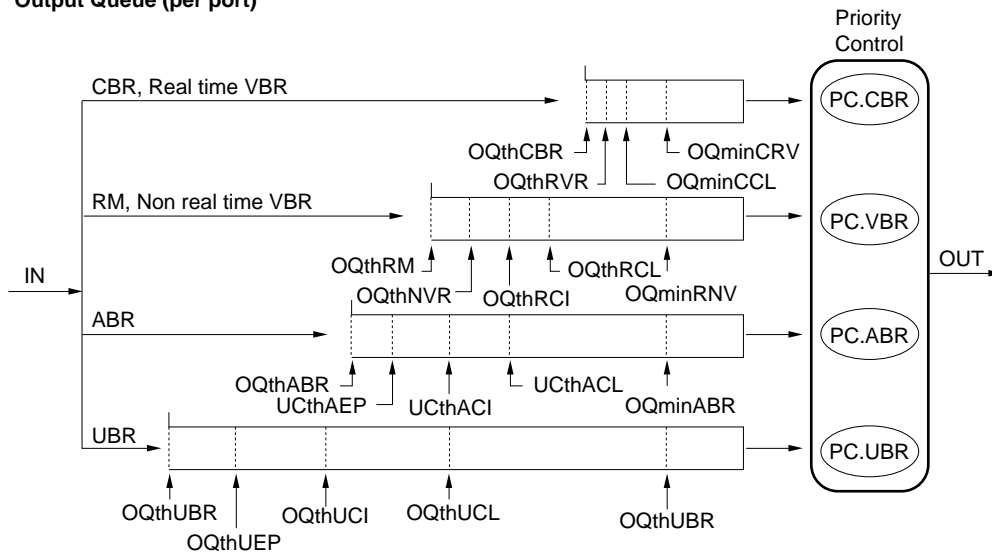 Output Queue (per port)
Priority
Control
CBR, Real time VBR
PC.CBR
OQthCBR
OQminCRV
OQthRVR
OQminCCL
RM, Non real time VBR
PC.VBR
OQthRM
OQthRCL
OQthNVR
OQthRCI
OQminRNV
IN
OUT
ABR
PC.ABR
OQthABR
UCthACL
UCthAEP
UCthACI
OQminABR
UBR
PC.UBR
OQthUBR
OQthUCI
OQthUCL
OQthUBR
OQthUEP